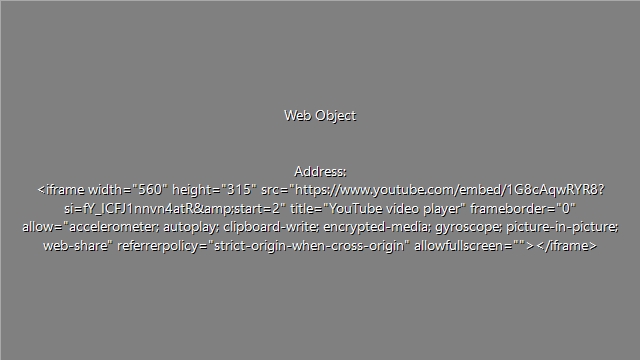 Web Object
Address:
<iframe width="560" height="315" src="https://www.youtube.com/embed/1G8cAqwRYR8?
si=fY_ICFJ1nnvn4atR&amp;start=2" title="YouTube video player" frameborder="0"
allow="accelerometer; autoplay; clipboard-write; encrypted-media; gyroscope; picture-in-picture;
web-share" referrerpolicy="strict-origin-when-cross-origin" allowfullscreen=""></iframe>